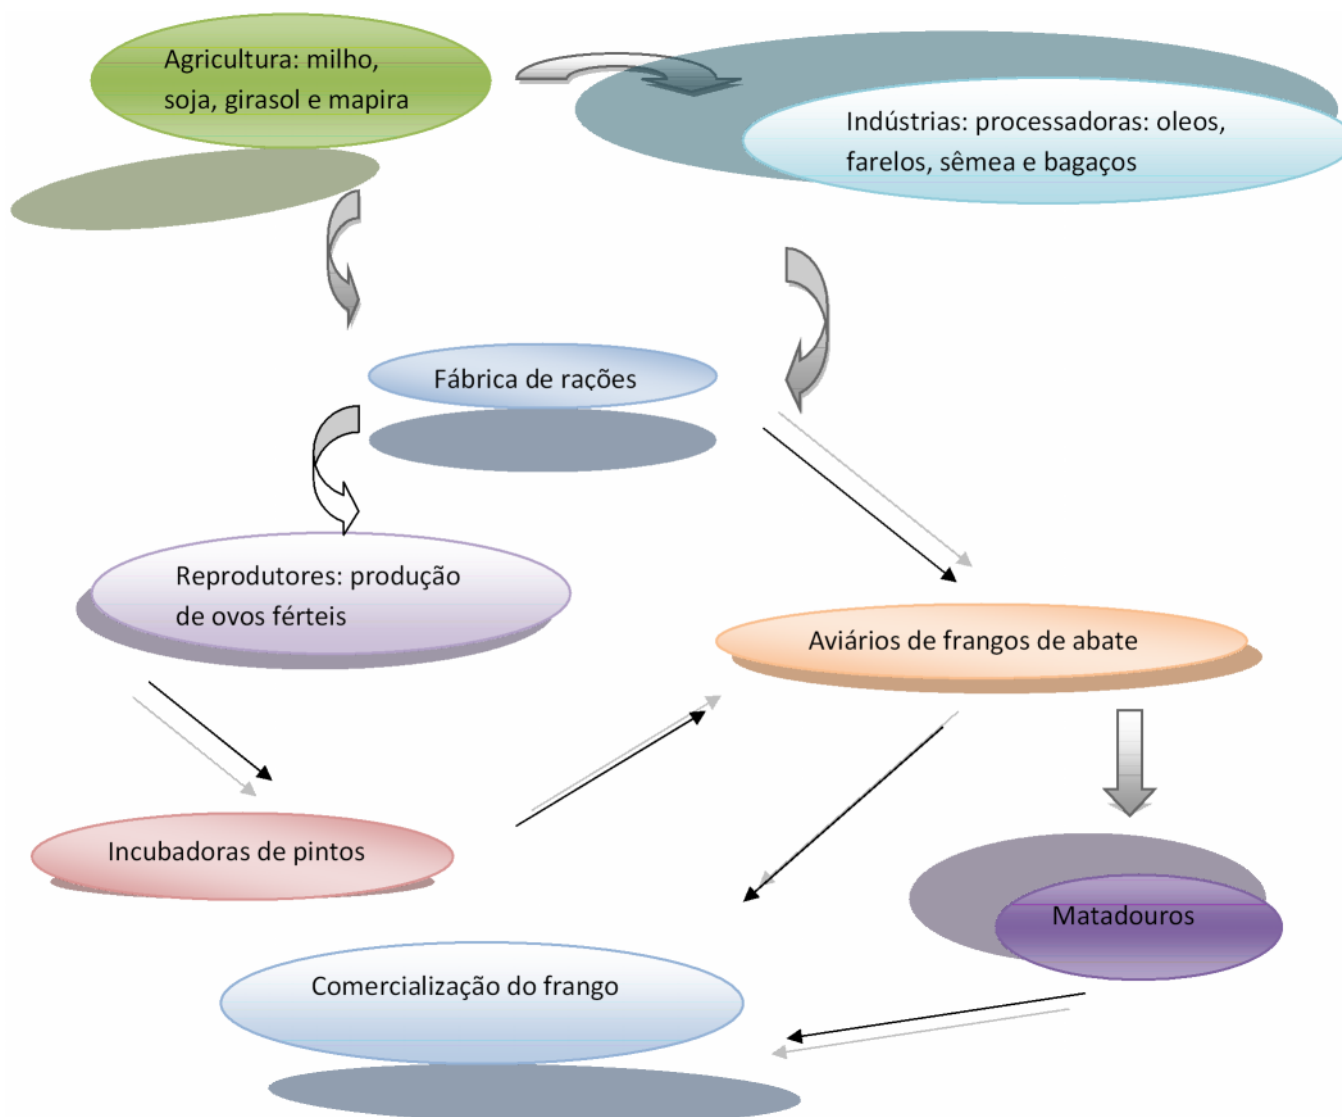 Agricultura: milho,
soja, girasol e mapira
Indústrias: processadoras: oleos,
farelos, sêmea e bagaços
Fábrica de rações
Reprodutores: produção
de ovos férteis
Aviários de frangos de abate
Incubadoras de pintos
Matadouros
Comercialização do frango